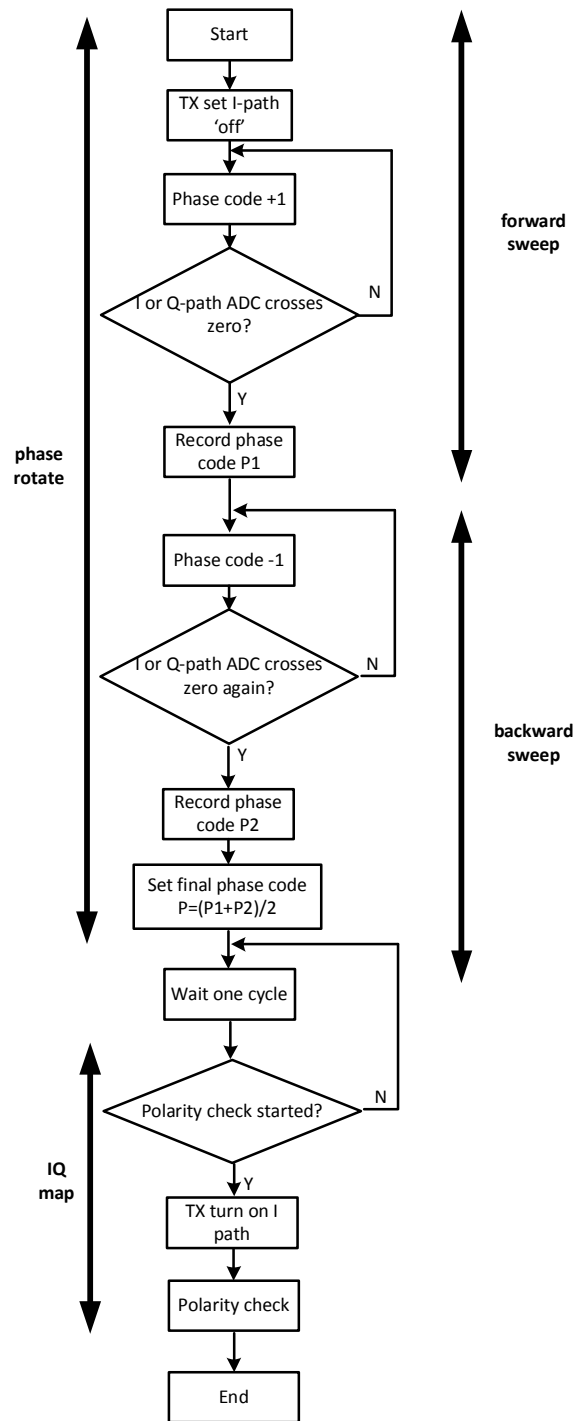 Start
TX set I-path
'off'
Phase code +1
forward
sweep
N
I or Q-path ADC crosses
zero?
Y
Record phase
code P1
phase
rotate
Phase code -1
N
I or Q-path ADC crosses
zero again?
backward
sweep
Y
Record phase
code P2
Set final phase code
P=(P1+P2)/2
Wait one cycle
N
Polarity check started?
IQ
map
Y
TX turn on I
path
Polarity check
End